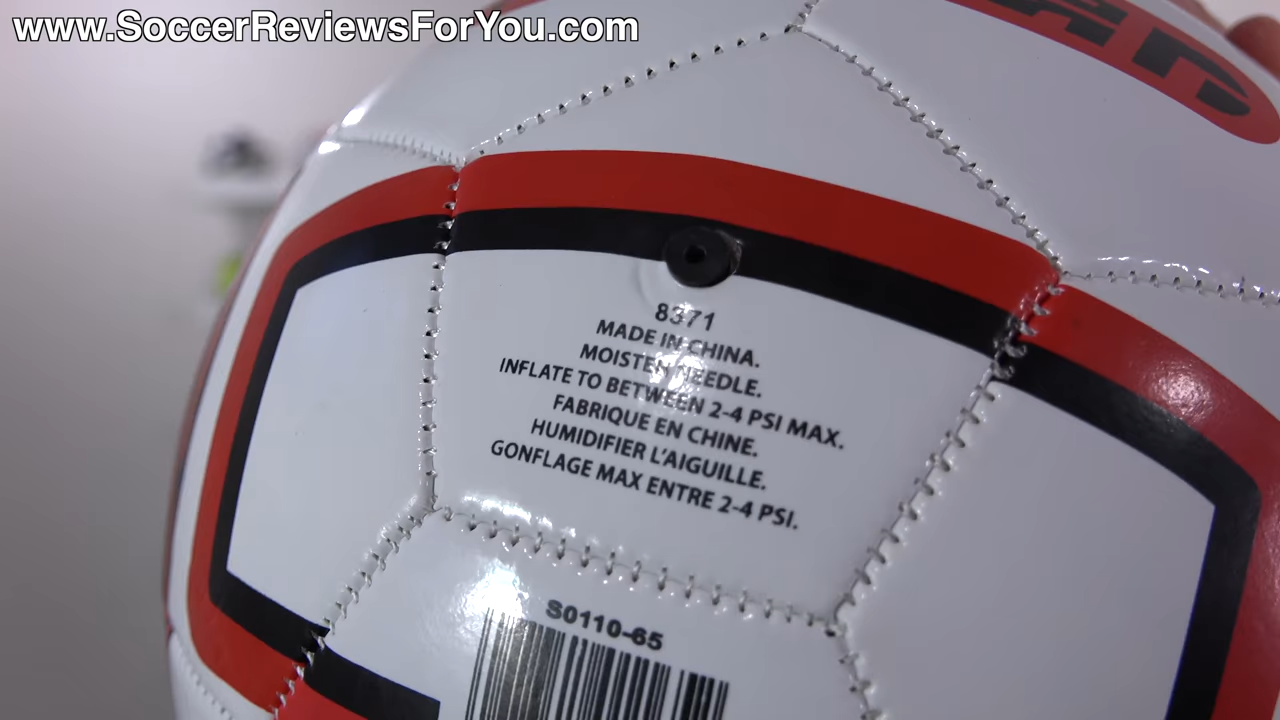 www.SoccerReviewsForYou.com
8371
MADE IN CHINA.
MOISTEN NEEDLE.
INFLATE TO BETWEEN 2-4 PSI MAX.
FABRIQUE EN CHINE.
HUMIDIFIER L'AIGUILLE.
GONFLAGE MAX ENTRE 2-4 PSI.
S0110-65